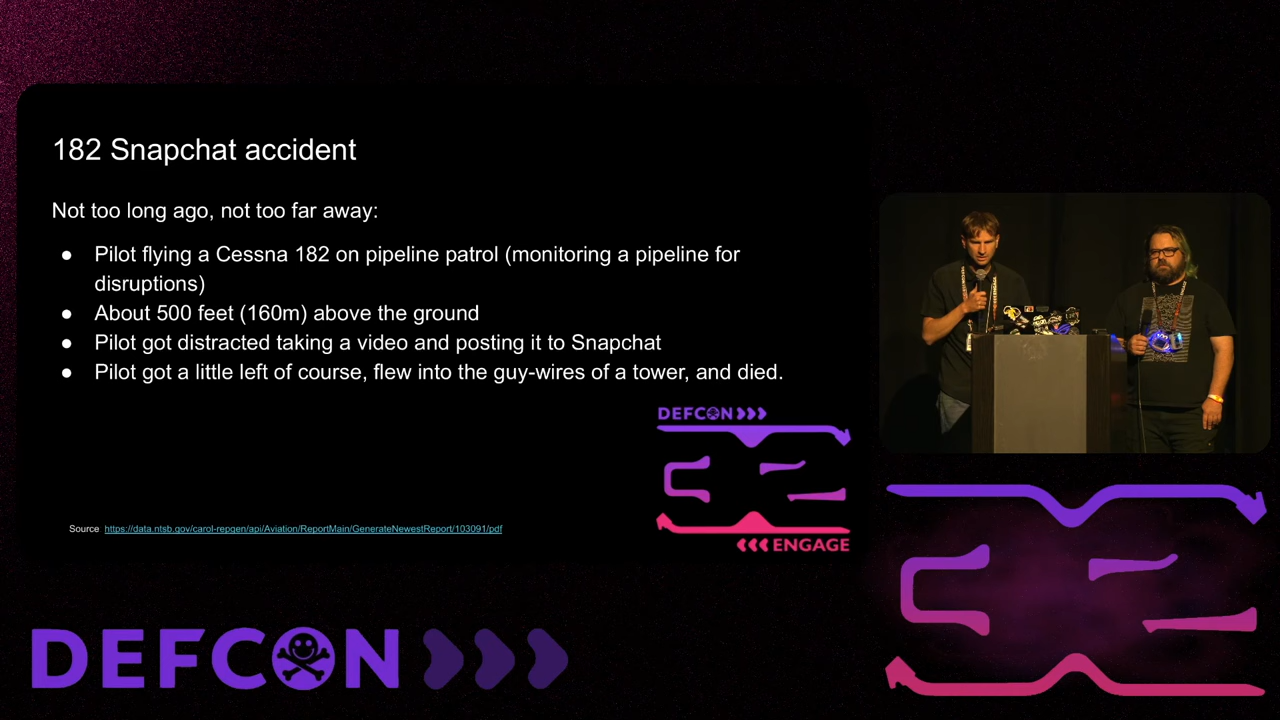 182 Snapchat accident
Not too long ago, not too far away:
● Pilot flying a Cessna 182 on pipeline patrol (monitoring a pipeline for
disruptions)
● About 500 feet (160m) above the ground
● Pilot got distracted taking a video and posting it to Snapchat
● Pilot got a little left of course, flew into the guy-wires of a tower, and died.
DEFCON
ENGAGE
Source https://data.ntsb.gov/carol-repgen/api/Aviation/ReportMain/GenerateNewestReport/103091/pdf
DEFCON